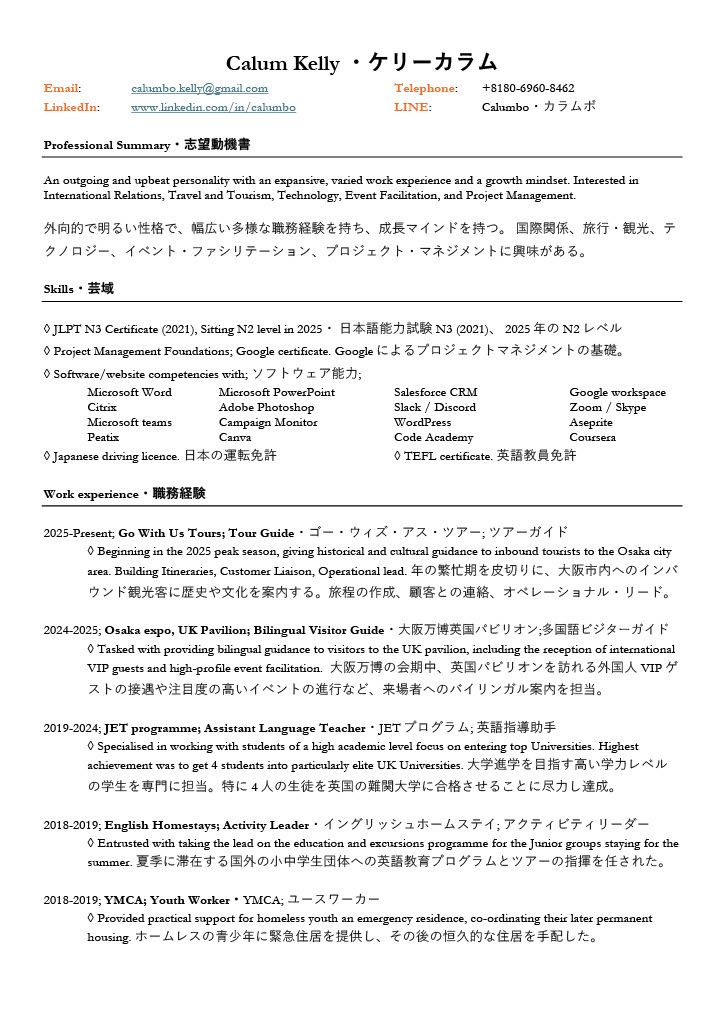 Calum Kelly ・ケリーカラム
Email: calumbo.kelly@gmail.com Telephone: +8180-6960-8462
LinkedIn: www.linkedin.com/in/calumbo LINE: Calumbo・カラムボ
Professional Summary・志望動機書
An outgoing and upbeat personality with an expansive, varied work experience and a growth mindset. Interested in
International Relations, Travel and Tourism, Technology, Event Facilitation, and Project Management.
外向的で明るい性格で、幅広い多様な職務経験を持ち、成長マインドを持つ。 国際関係、旅行・観光、テ
クノロジー、イベント・ファシリテーション、プロジェクト・マネジメントに興味がある。
Skills・芸域
◊ JLPT N3 Certificate (2021), Sitting N2 level in 2025・ 日本語能力試験 N3 (2021)、 2025 年の N2 レベル
◊ Project Management Foundations; Google certificate. Google によるプロジェクトマネジメントの基礎。
◊ Software/website competencies with; ソフトウェア能力;
Microsoft Word Microsoft PowerPoint Salesforce CRM Google workspace
Citrix Adobe Photoshop Slack / Discord Zoom / Skype
Microsoft teams Campaign Monitor WordPress Aseprite
Peatix Canva Code Academy Coursera
◊ Japanese driving licence. 日本の運転免許 ◊ TEFL certificate. 英語教員免許
Work experience・職務経験
2025-Present; Go With Us Tours; Tour Guide・ゴー・ウィズ・アス・ツアー; ツアーガイド
◊ Beginning in the 2025 peak season, giving historical and cultural guidance to inbound tourists to the Osaka city
area. Building Itineraries, Customer Liaison, Operational lead. 年の繁忙期を皮切りに、大阪市内へのインバ
ウンド観光客に歴史や文化を案内する。旅程の作成、顧客との連絡、オペレーショナル・リード。
2024-2025; Osaka expo, UK Pavilion; Bilingual Visitor Guide・大阪万博英国パビリオン;多国語ビジターガイド
◊ Tasked with providing bilingual guidance to visitors to the UK pavilion, including the reception of international
VIP guests and high-profile event facilitation. 大阪万博の会期中、英国パビリオンを訪れる外国人 VIP ゲ
ストの接遇や注目度の高いイベントの進行など、来場者へのバイリンガル案内を担当。
2019-2024; JET programme; Assistant Language Teacher・JET プログラム; 英語指導助手
◊ Specialised in working with students of a high academic level focus on entering top Universities. Highest
achievement was to get 4 students into particularly elite UK Universities. 大学進学を目指す高い学力レベル
の学生を専門に担当。特に 4 人の生徒を英国の難関大学に合格させることに尽力し達成。
2018-2019; English Homestays; Activity Leader・イングリッシュホームステイ; アクティビティリーダー
◊ Entrusted with taking the lead on the education and excursions programme for the Junior groups staying for the
summer. 夏季に滞在する国外の小中学生団体への英語教育プログラムとツアーの指揮を任された。
2018-2019; YMCA; Youth Worker・YMCA; ユースワーカー
◊ Provided practical support for homeless youth an emergency residence, co-ordinating their later permanent
housing. ホームレスの青少年に緊急住居を提供し、その後の恒久的な住居を手配した。